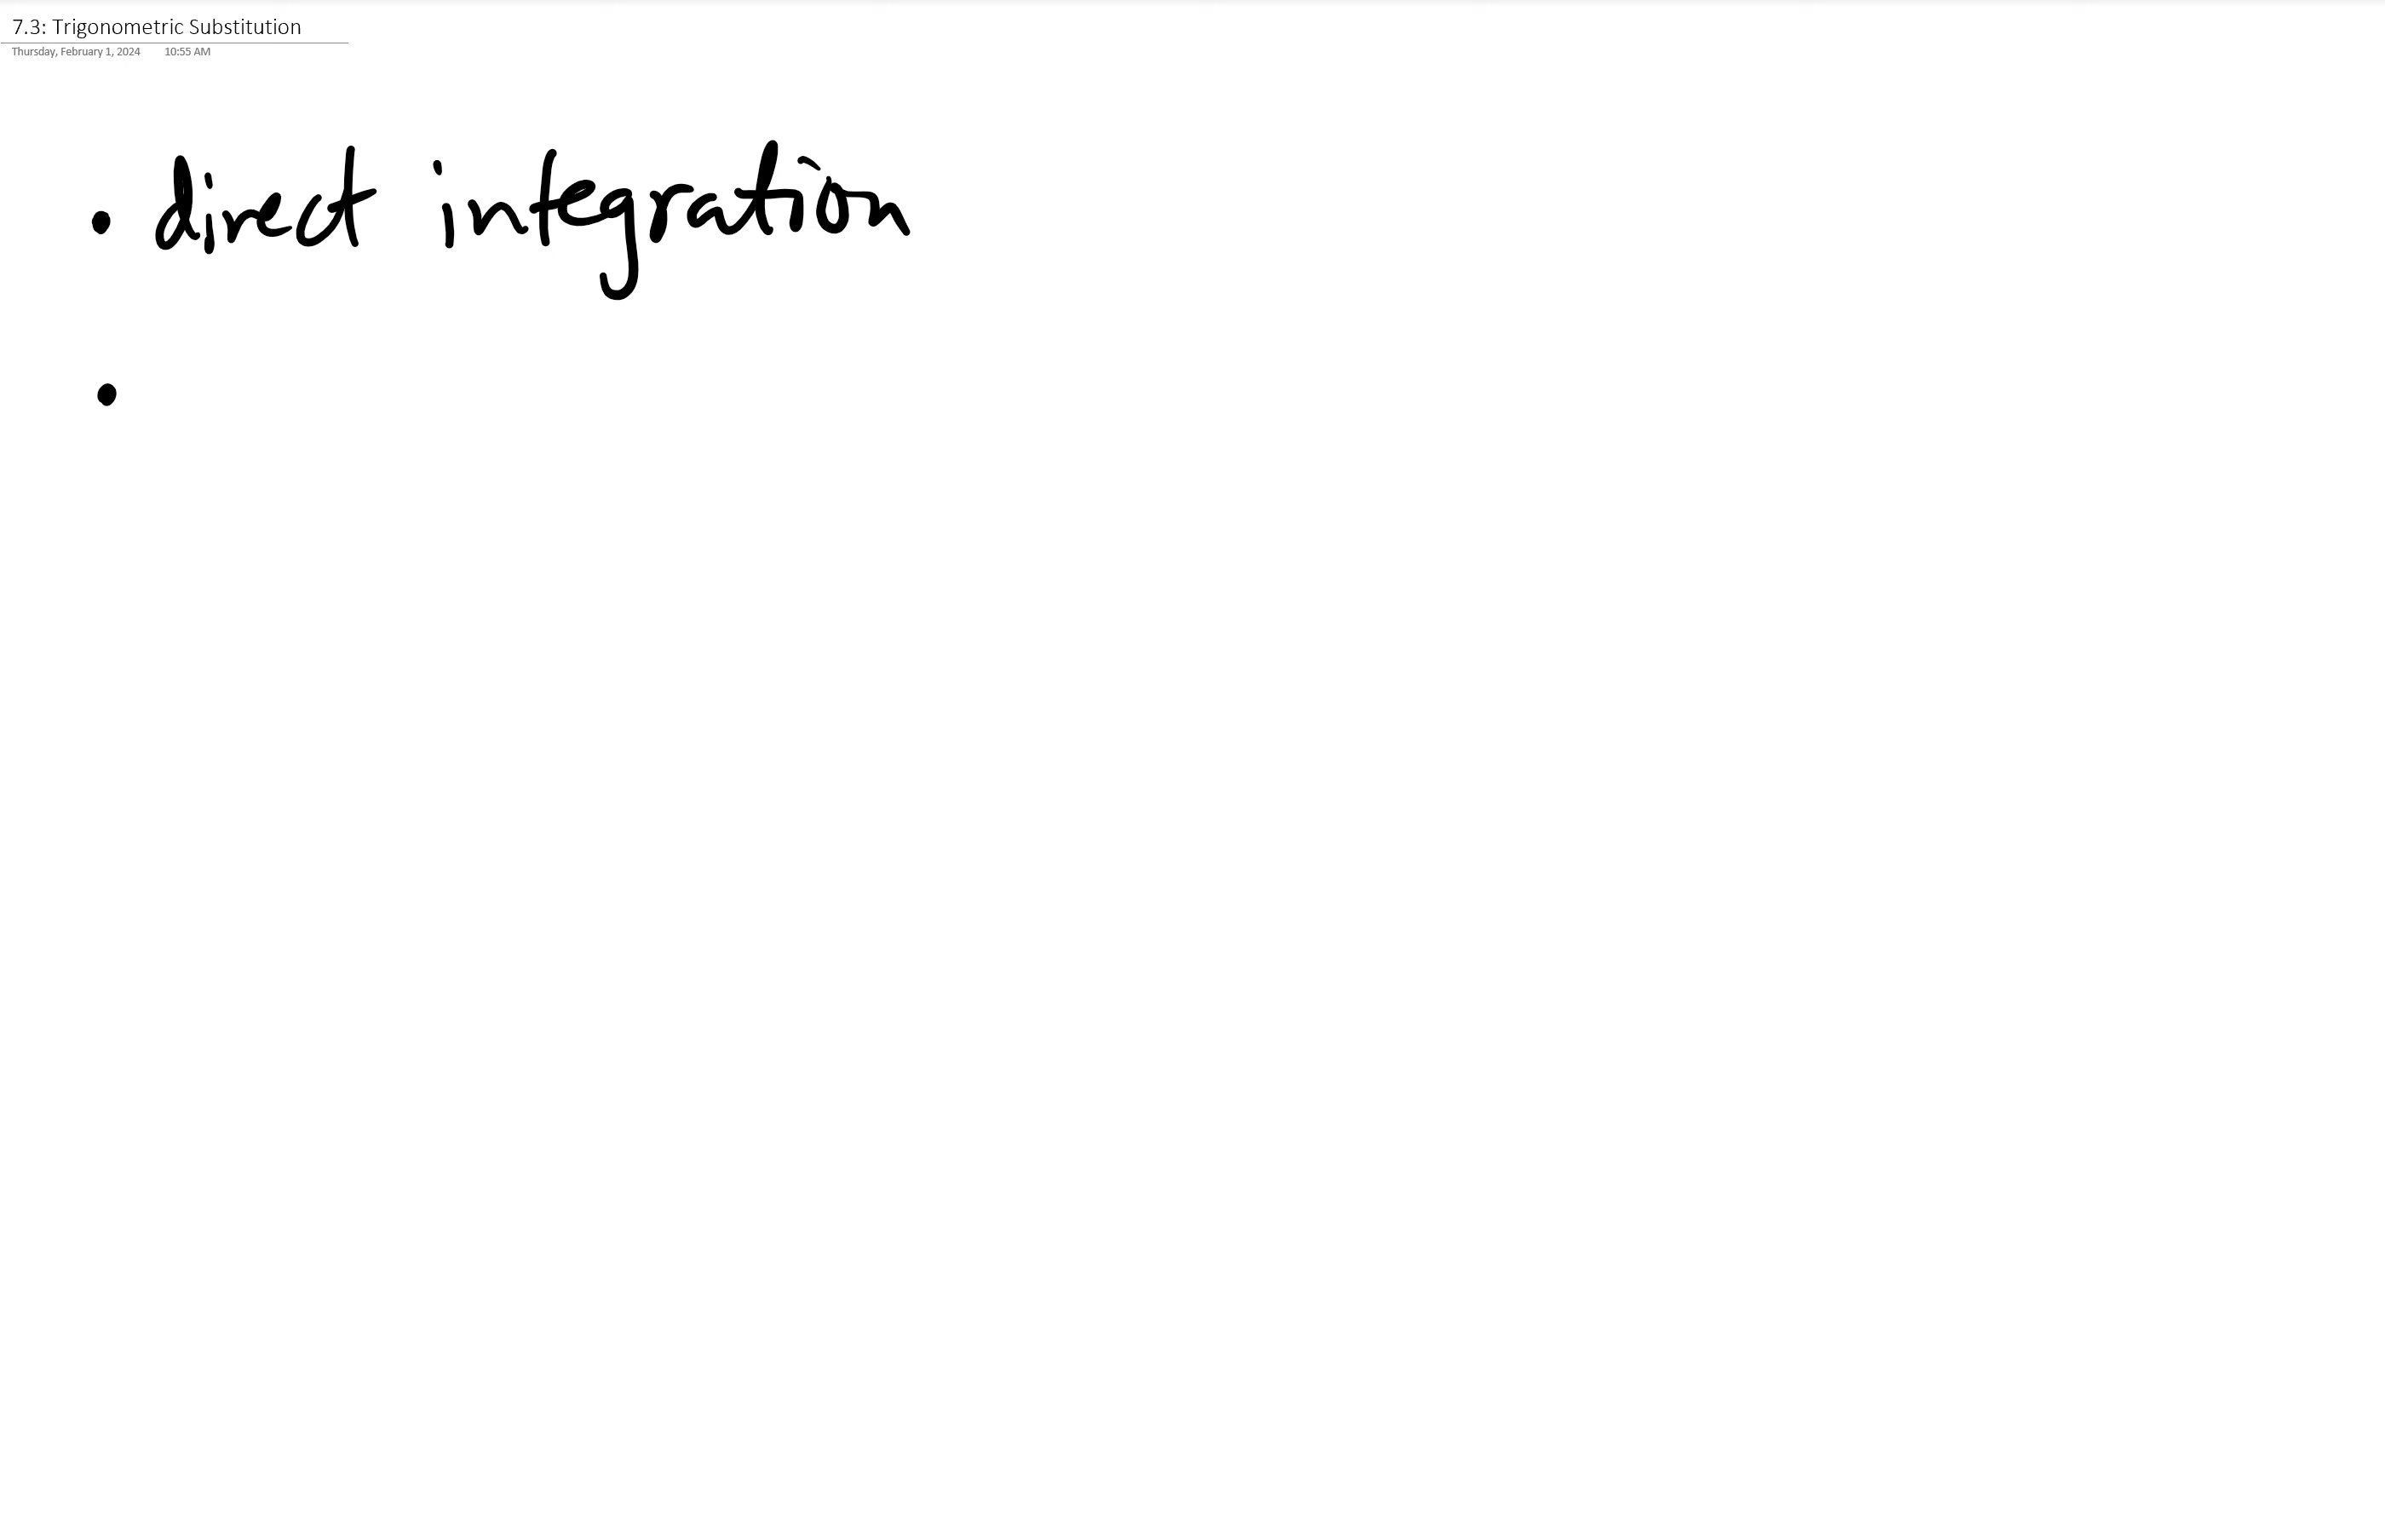 7.3: Trigonometric Substitution
Thursday, February 1, 2024 10:55 AM
• direct integration
•